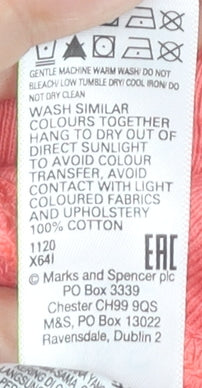 GENTLE MACHINE WARM WASH/ DO NOT
BLEACH/ LOW TUMBLE DRY/ COOL IRON/ DO
NOT DRY CLEAN
WASH SIMILAR
COLOURS TOGETHER
HANG TO DRY OUT OF
DIRECT SUNLIGHT
TO AVOID COLOUR
TRANSFER, AVOID
CONTACT WITH LIGHT
COLOURED FABRICS
AND UPHOLSTERY
100% COTTON
1120
X64I
EAC
© Marks and Spencer plc
PO Box 3339
Chester CH99 9QS
M&S, PO Box 13022
Ravensdale, Dublin 2